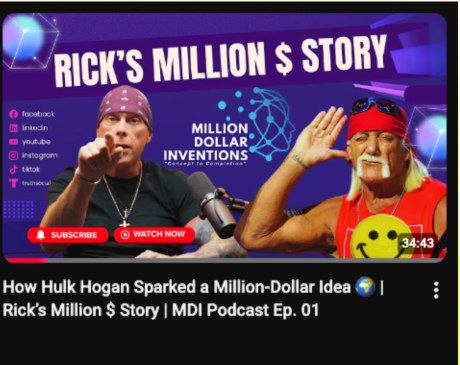 RICK'S MILLION $ STORY
facebook
linkedin
youtube
instagram
tiktok
MILLION
DOLLAR
INVENTIONS
"Concept to Completion"
SUBSCRIBE
WATCH NOW
34:43
How Hulk Hogan Sparked a Million-Dollar Idea 🌍 |
Rick's Million $ Story | MDI Podcast Ep. 01